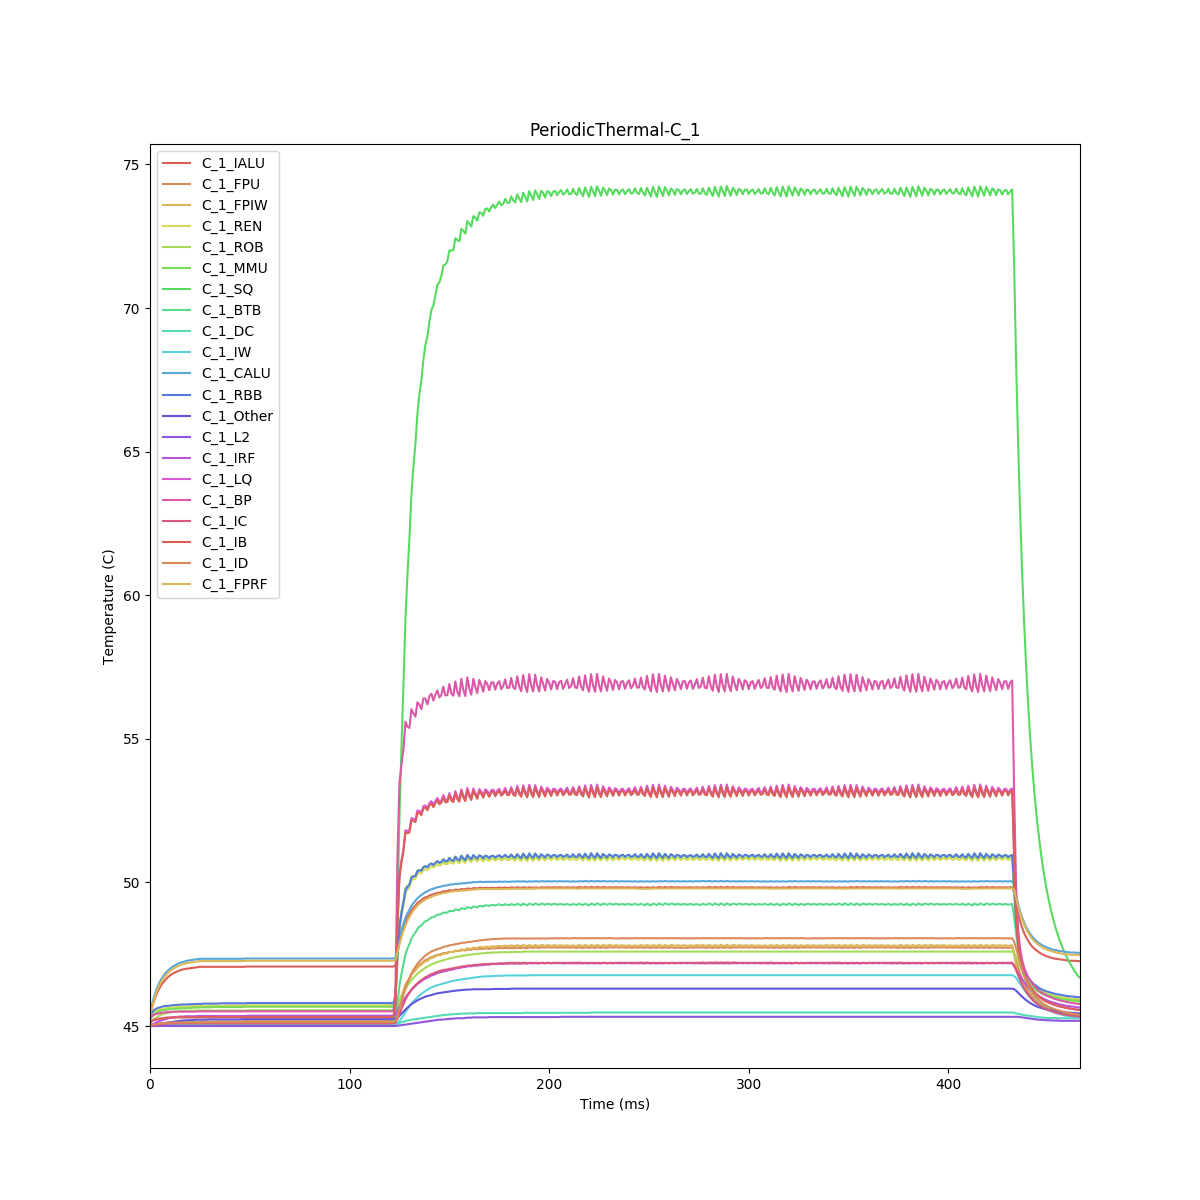 PeriodicThermal-C_1
C_1_IALU
C_1_FPU
C_1_FPIW
C_1_REN
C_1_ROB
C_1_MMU
C_1_SQ
C_1_BTB
C_1_DC
C_1_IW
C_1_CALU
C_1_RBB
C_1_Other
C_1_L2
C_1_IRF
C_1_LQ
C_1_BP
C_1_IC
C_1_IB
C_1_ID
C_1_FPRF
75
70
65
60
55
50
45
Temperature (C)
0 100 200 300 400
Time (ms)